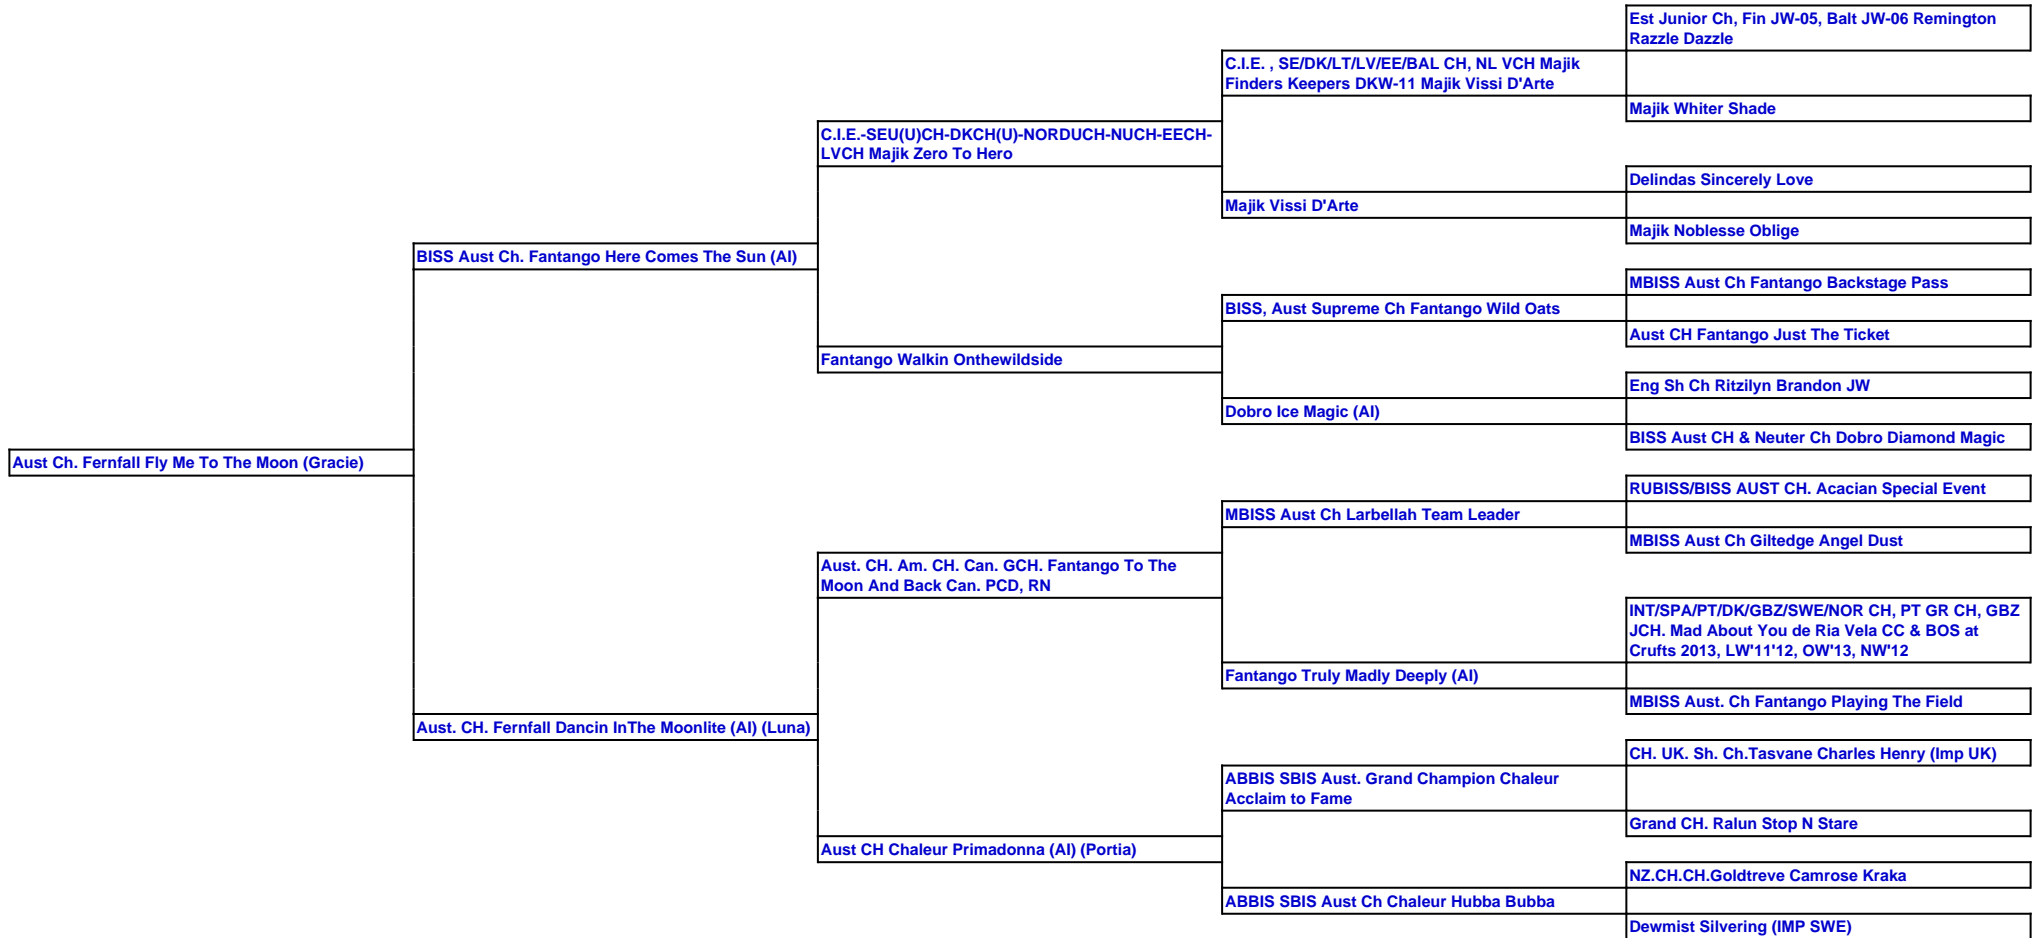 Est Junior Ch, Fin JW-05, Balt JW-06 Remington
Razzle Dazzle
C.I.E. , SE/DK/LT/LV/EE/BAL CH, NL VCH Majik
Finders Keepers DKW-11 Majik Vissi D'Arte
Majik Whiter Shade
C.I.E.-SEU(U)CH-DKCH(U)-NORDUCH-NUCH-EECH-
LVCH Majik Zero To Hero
Delindas Sincerely Love
Majik Vissi D'Arte
Majik Noblesse Oblige
BISS Aust Ch. Fantango Here Comes The Sun (AI)
MBISS Aust Ch Fantango Backstage Pass
BISS, Aust Supreme Ch Fantango Wild Oats
Aust CH Fantango Just The Ticket
Fantango Walkin Onthewildside
Eng Sh Ch Ritzilyn Brandon JW
Dobro Ice Magic (AI)
BISS Aust CH & Neuter Ch Dobro Diamond Magic
Aust Ch. Fernfall Fly Me To The Moon (Gracie)
RUBISS/BISS AUST CH. Acacian Special Event
MBISS Aust Ch Larbellah Team Leader
MBISS Aust Ch Giltedge Angel Dust
Aust. CH. Am. CH. Can. GCH. Fantango To The
Moon And Back Can. PCD, RN
INT/SPA/PT/DK/GBZ/SWE/NOR CH, PT GR CH, GBZ
JCH. Mad About You de Ria Vela CC & BOS at
Crufts 2013, LW'11'12, OW'13, NW'12
Fantango Truly Madly Deeply (AI)
MBISS Aust. Ch Fantango Playing The Field
Aust. CH. Fernfall Dancin InThe Moonlite (AI) (Luna)
CH. UK. Sh. Ch.Tasvane Charles Henry (Imp UK)
ABBIS SBIS Aust. Grand Champion Chaleur
Acclaim to Fame
Grand CH. Ralun Stop N Stare
Aust CH Chaleur Primadonna (AI) (Portia)
NZ.CH.CH.Goldtreve Camrose Kraka
ABBIS SBIS Aust Ch Chaleur Hubba Bubba
Dewmist Silvering (IMP SWE)